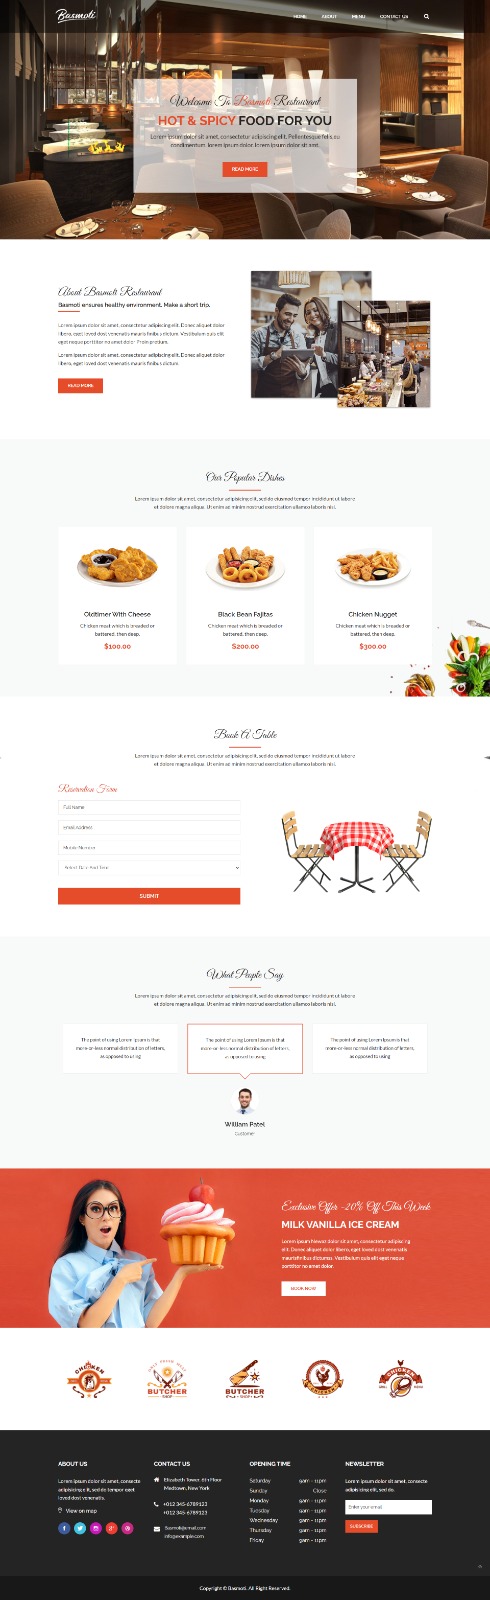 Basmoti
HOME ABOUT MENU CONTACT US
Welcome To Basmoti Restaurant
HOT & SPICY FOOD FOR YOU
Lorem ipsum dolor sit amet, consectetur adipisicing elit. Pellentesque felis eu
condimentum. lorem ipsum dolor. lorem ipsum dolor sit amt.
READ MORE
About Basmoti Restaurant
Basmoti ensures healthy environment. Make a short trip.
Lorem ipsum dolor sit amet, consectetur adipiscing elit. Donec aliquet dolor
libero, eget loved dost venenatis mauris finibus dictum. Vestibulum quis elit
eget neque porttitor no amet dolor. Proin pretium.
Lorem ipsum dolor sit amet, consectetur adipiscing elit. Donec aliquet dolor
libero, eget loved dost venenatis mauris finibus dictum.
READ MORE
Our Popular Dishes
Lorem ipsum dolor sit amet, consectetur adipisicing elit, sed do eiusmod tempor incididunt ut labore
et dolore magna aliqua. Ut enim ad minim nostrud exercitation ullamco laboris nisi.
Oldtimer With Cheese
Chicken meat which is breaded or
battered, then deep.
$100.00
Black Bean Fajitas
Chicken meat which is breaded or
battered, then deep.
$200.00
Chicken Nugget
Chicken meat which is breaded or
battered, then deep.
$300.00
Book A Table
Lorem ipsum dolor sit amet, consectetur adipisicing elit, sed do eiusmod tempor incididunt ut labore
et dolore magna aliqua. Ut enim ad minim nostrud exercitation ullamco laboris nisi.
Reservation Form
Full Name
Email Address
Mobile Number
Select Date And Time
SUBMIT
What People Say
Lorem ipsum dolor sit amet, consectetur adipisicing elit, sed do eiusmod tempor incididunt ut labore
et dolore magna aliqua. Ut enim ad minim nostrud exercitation ullamco laboris nisi.
The point of using Lorem Ipsum is that
more-or-less normal distribution of letters,
as opposed to using
The point of using Lorem Ipsum is that
more-or-less normal distribution of letters,
as opposed to using
The point of using Lorem Ipsum is that
more-or-less normal distribution of letters,
as opposed to using
William Patel
Customer
Exclusive Offer -20% Off This Week
MILK VANILLA ICE CREAM
Lorem ipsum Newoz dolor sit amet, consectetur adipiscing
elit. Donec aliquet dolor libero, eget loved dost venenatis
mauris finibus dictums. Vestibulum quis elit eget neque
porttitor no amet dolor.
BOOK NOW
CHICKEN
BUTCHER
SHOP
BUTCHER
SHOP
CHICKEN
CHICKEN
ABOUT US
Lorem ipsum dolor sit amet, consecte
adipisicing elit, sed do tempor eget
loved dost venenatis.
View on map
CONTACT US
Elizabeth Tower. 6th Floor
Medtown, New York
+012 345-6789123
+012 345-6789123
Basmoti@mail.com
info@example.com
OPENING TIME
Saturday 9am - 11pm
Sunday Close
Monday 9am - 11pm
Tuesday 9am - 11pm
Wednesday 9am - 11pm
Thursday 9am - 11pm
Friday 9am - 11pm
NEWSLETTER
Lorem ipsum dolor sit amet, consectetur
adipisicing elit, sed do.
Enter your email
SUBSCRIBE
Copyright © Basmoti. All Right Reserved.